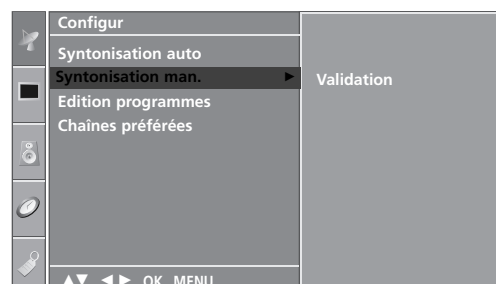 Configur
Syntonisation auto
Syntonisation man. ► Validation
Edition programmes
Chaînes préférées
▲▼ ◄► OK MENU